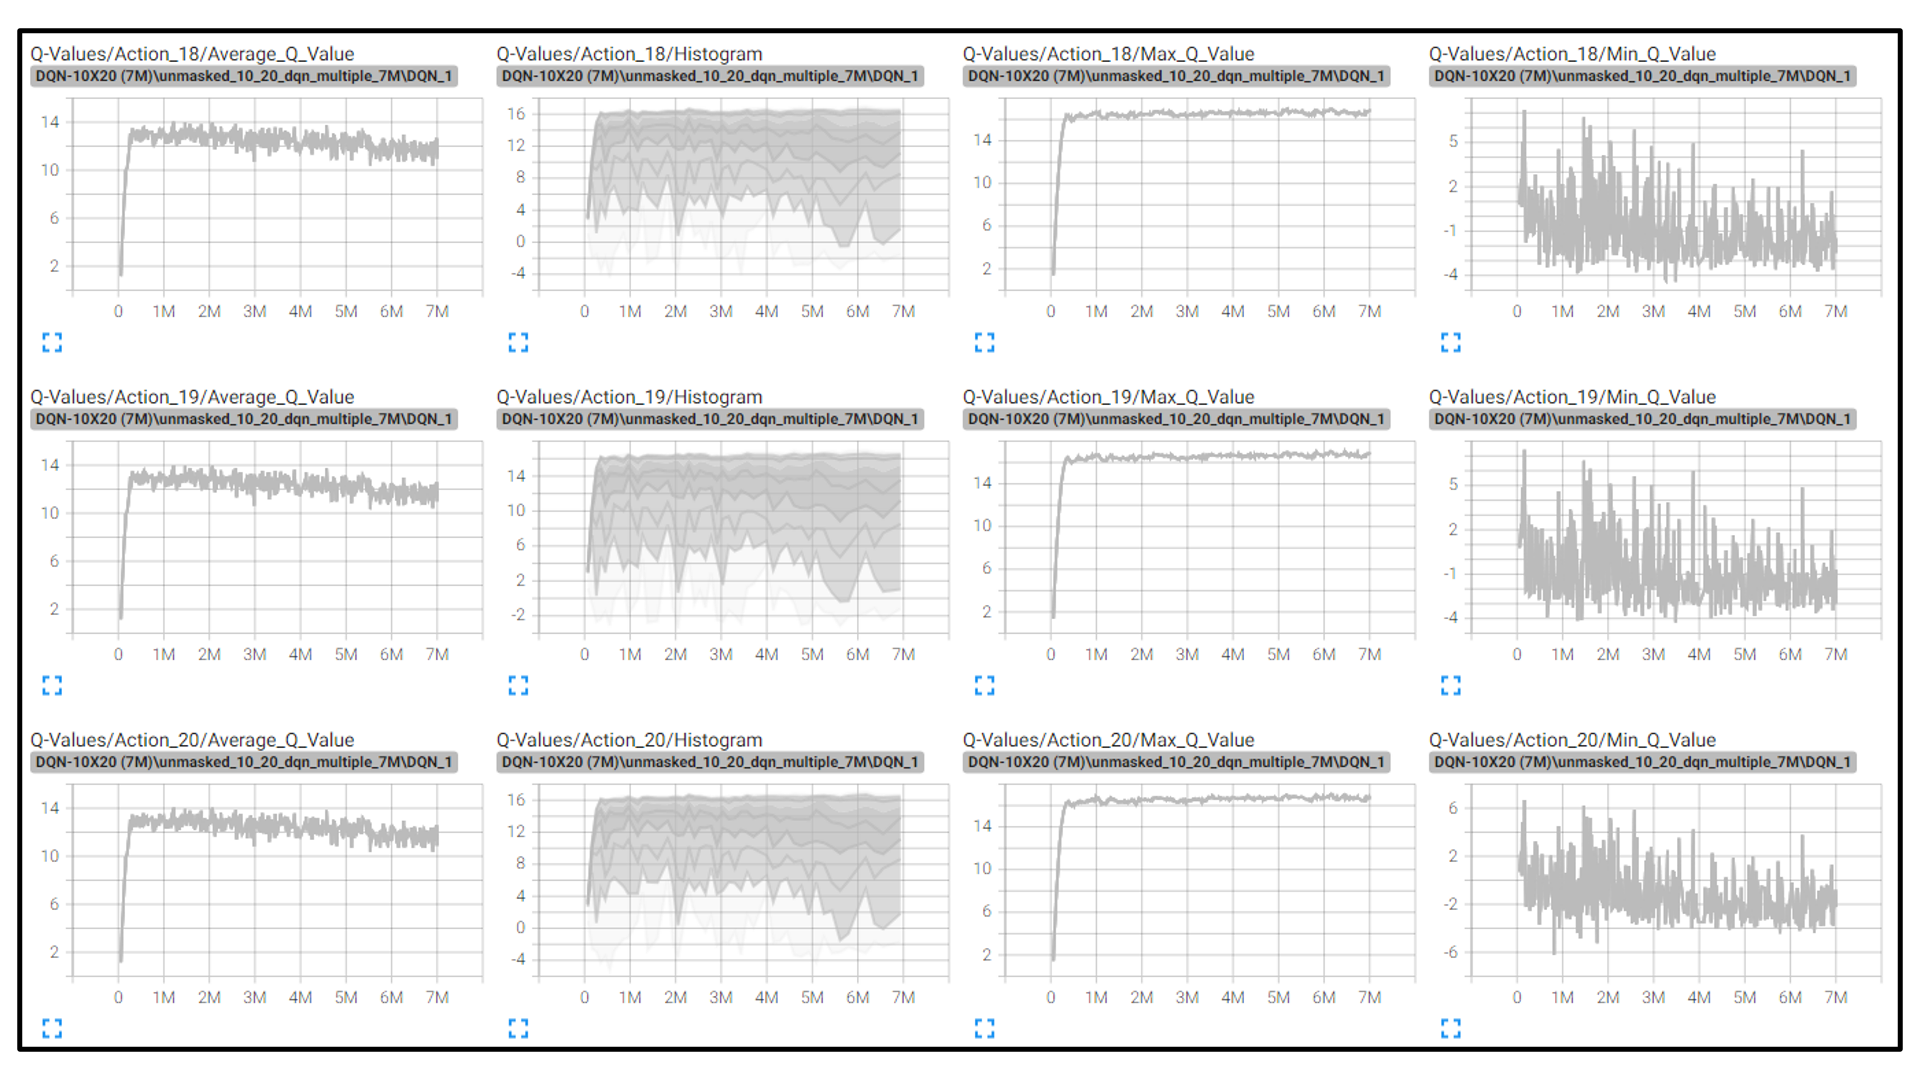 Q-Values/Action_18/Average_Q_Value
DQN-10X20 (7M)\unmasked_10_20_dqn_multiple_7M\DQN_1
14
10
6
2
0 1M 2M 3M 4M 5M 6M 7M
Q-Values/Action_18/Histogram
DQN-10X20 (7M)\unmasked_10_20_dqn_multiple_7M\DQN_1
16
12
8
4
0
-4
0 1M 2M 3M 4M 5M 6M 7M
Q-Values/Action_18/Max_Q_Value
DQN-10X20 (7M)\unmasked_10_20_dqn_multiple_7M\DQN_1
14
10
6
2
0 1M 2M 3M 4M 5M 6M 7M
Q-Values/Action_18/Min_Q_Value
DQN-10X20 (7M)\unmasked_10_20_dqn_multiple_7M\DQN_1
5
2
-1
-4
0 1M 2M 3M 4M 5M 6M 7M
Q-Values/Action_19/Average_Q_Value
DQN-10X20 (7M)\unmasked_10_20_dqn_multiple_7M\DQN_1
14
10
6
2
0 1M 2M 3M 4M 5M 6M 7M
Q-Values/Action_19/Histogram
DQN-10X20 (7M)\unmasked_10_20_dqn_multiple_7M\DQN_1
14
10
6
2
-2
0 1M 2M 3M 4M 5M 6M 7M
Q-Values/Action_19/Max_Q_Value
DQN-10X20 (7M)\unmasked_10_20_dqn_multiple_7M\DQN_1
14
10
6
2
0 1M 2M 3M 4M 5M 6M 7M
Q-Values/Action_19/Min_Q_Value
DQN-10X20 (7M)\unmasked_10_20_dqn_multiple_7M\DQN_1
5
2
-1
-4
0 1M 2M 3M 4M 5M 6M 7M
Q-Values/Action_20/Average_Q_Value
DQN-10X20 (7M)\unmasked_10_20_dqn_multiple_7M\DQN_1
14
10
6
2
0 1M 2M 3M 4M 5M 6M 7M
Q-Values/Action_20/Histogram
DQN-10X20 (7M)\unmasked_10_20_dqn_multiple_7M\DQN_1
16
12
8
4
0
-4
0 1M 2M 3M 4M 5M 6M 7M
Q-Values/Action_20/Max_Q_Value
DQN-10X20 (7M)\unmasked_10_20_dqn_multiple_7M\DQN_1
14
10
6
2
0 1M 2M 3M 4M 5M 6M 7M
Q-Values/Action_20/Min_Q_Value
DQN-10X20 (7M)\unmasked_10_20_dqn_multiple_7M\DQN_1
6
2
-2
-6
0 1M 2M 3M 4M 5M 6M 7M